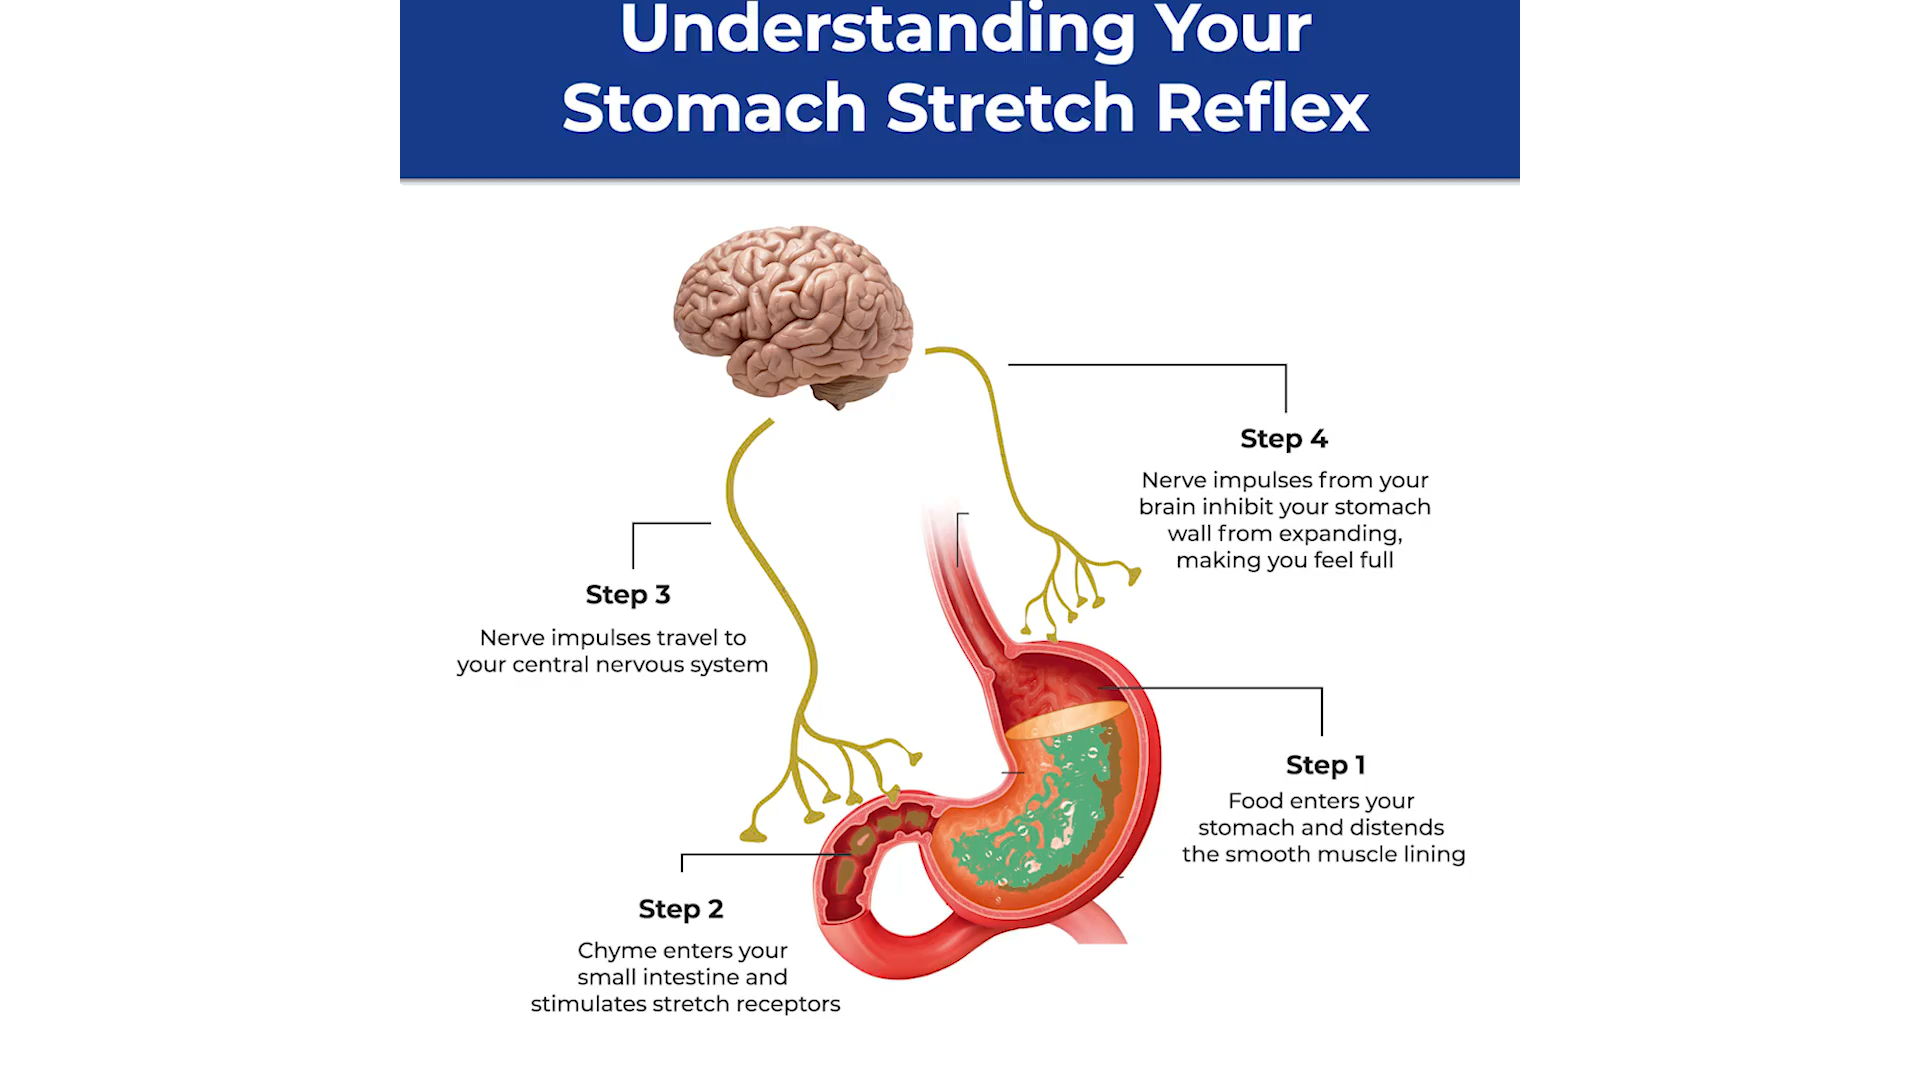 Understanding Your
Stomach Stretch Reflex
Step 4
Nerve impulses from your
brain inhibit your stomach
wall from expanding,
making you feel full
Step 3
Nerve impulses travel to
your central nervous system
Step 1
Food enters your
stomach and distends
the smooth muscle lining
Step 2
Chyme enters your
small intestine and
stimulates stretch receptors